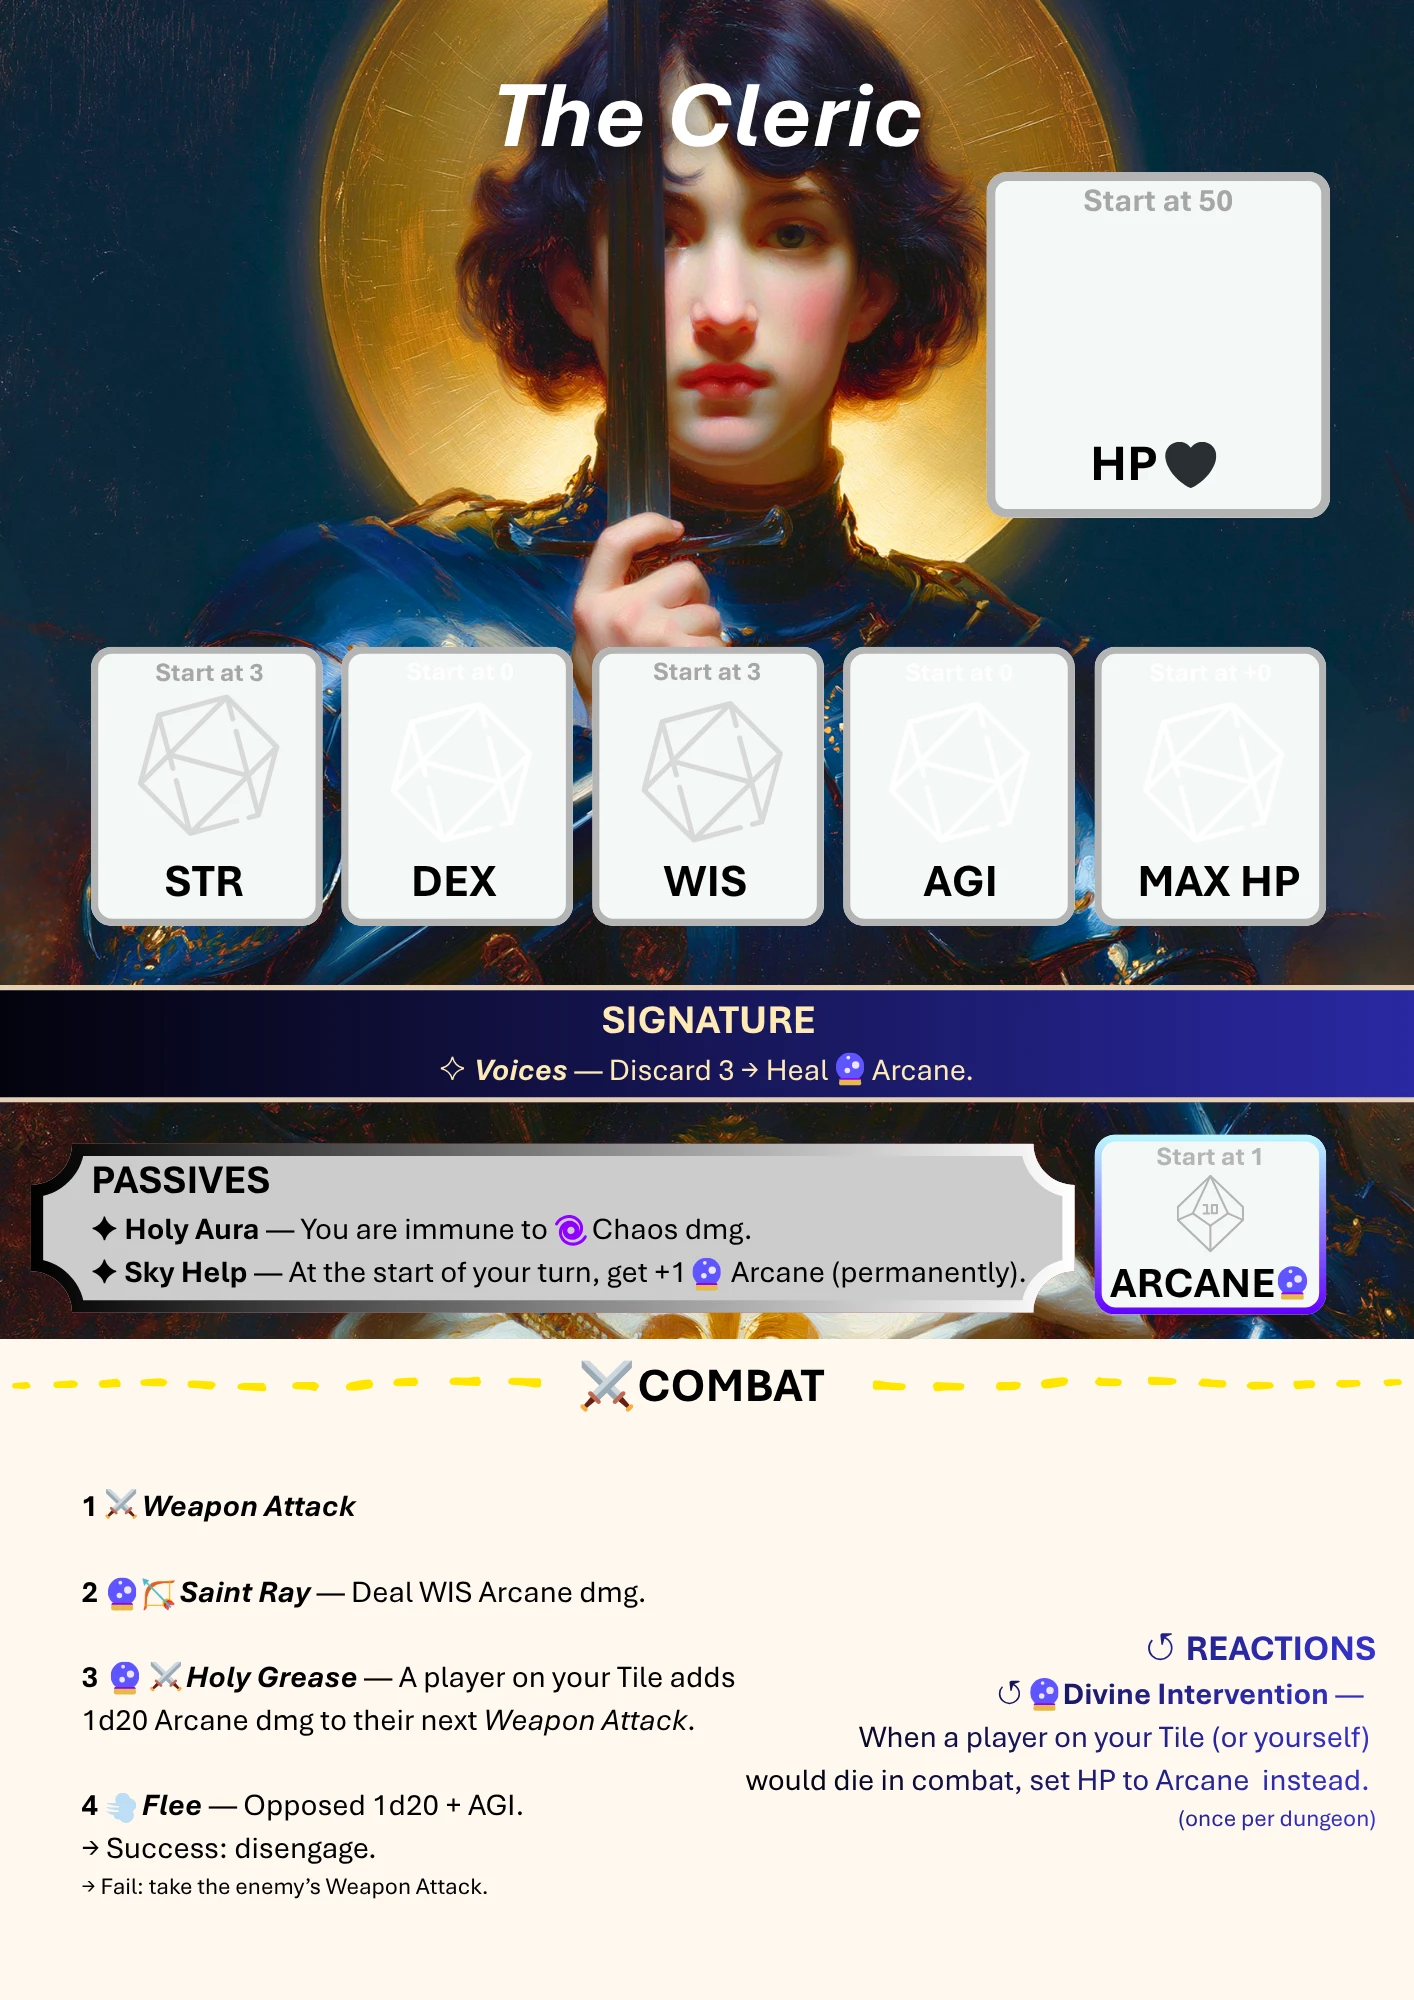 The Cleric
Start at 50
HP🖤
Start at 3
Start at 0
Start at 3
Start at 0
Start at +0
STR
DEX
WIS
AGI
MAX HP
SIGNATURE
✧ Voices — Discard 3 → Heal 🔮 Arcane.
PASSIVES
✦ Holy Aura — You are immune to 🌀 Chaos dmg.
✦ Sky Help — At the start of your turn, get +1 🔮 Arcane (permanently).
Start at 1
10
ARCANE🔮
⚔️COMBAT
1 ⚔️Weapon Attack
2 🔮🏹Saint Ray — Deal WIS Arcane dmg.
3 🔮 ⚔️Holy Grease — A player on your Tile adds
1d20 Arcane dmg to their next Weapon Attack.
4 💨Flee — Opposed 1d20 + AGI.
→ Success: disengage.
→ Fail: take the enemy’s Weapon Attack.
↺ REACTIONS
↺ 🔮Divine Intervention —
When a player on your Tile (or yourself)
would die in combat, set HP to Arcane instead.
(once per dungeon)